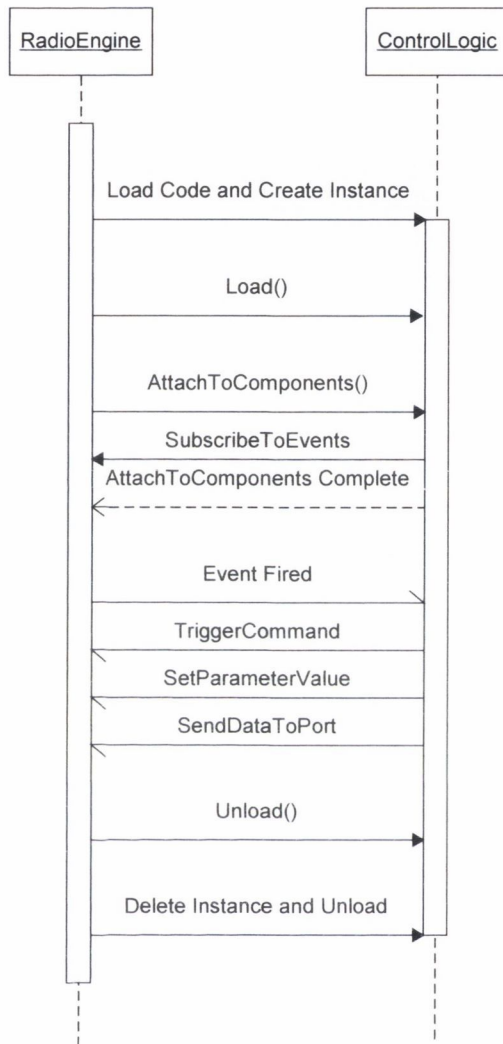 RadioEngine
ControlLogic
Load Code and Create Instance
Load()
AttachToComponents()
SubscribeToEvents
AttachToComponents Complete
Event Fired
TriggerCommand
SetParameterValue
SendDataToPort
Unload()
Delete Instance and Unload